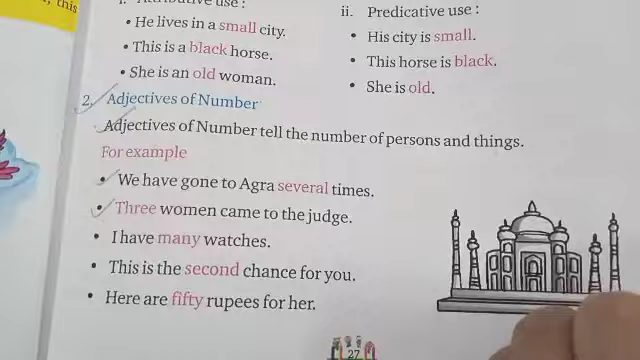 this
i. Attributive use :
• He lives in a small city.
• This is a black horse.
• She is an old woman.
ii. Predicative use :
• His city is small.
• This horse is black.
• She is old.
2. Adjectives of Number
Adjectives of Number tell the number of persons and things.
For example
• We have gone to Agra several times.
• Three women came to the judge.
• I have many watches.
• This is the second chance for you.
• Here are fifty rupees for her.
27